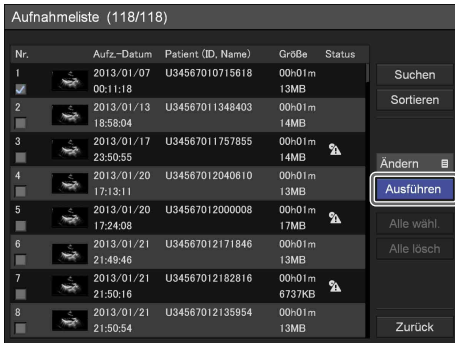 Aufnahmeliste (118/118)
Nr. Aufz.-Datum Patient (ID, Name) Größe Status
1 2013/01/07 U34567010715618 00h01m
00:11:18 13MB
2 2013/01/13 U34567011348403 00h01m
18:58:04 14MB
3 2013/01/17 U34567011757855 00h01m
23:50:55 14MB
4 2013/01/20 U34567012040610 00h01m
17:13:11 13MB
5 2013/01/20 U34567012000008 00h01m
17:24:08 17MB
6 2013/01/21 U34567012171846 00h01m
21:49:46 13MB
7 2013/01/21 U34567012182816 00h01m
21:50:16 6737KB
8 2013/01/21 U34567012135954 00h01m
21:50:54 13MB
Suchen
Sortieren
Ändern
Ausführen
Alle wähl.
Alle lösch
Zurück